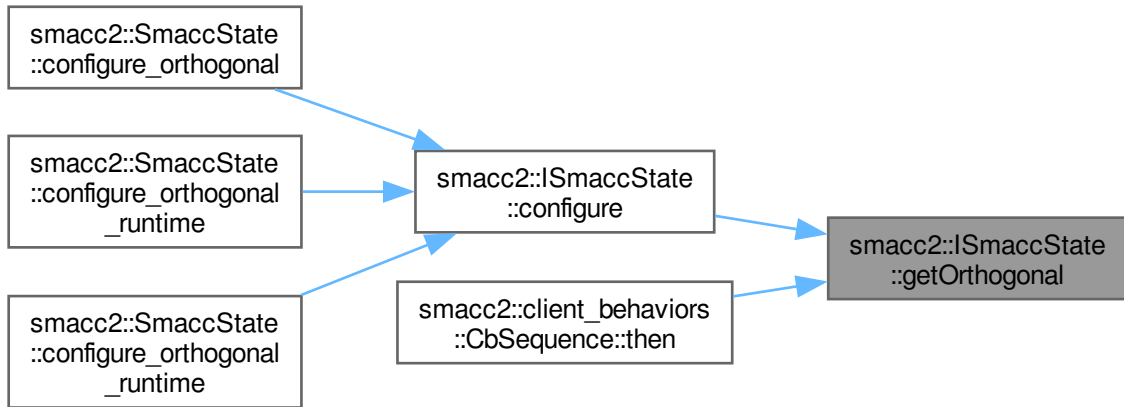 smacc2::SmaccState
::configure_orthogonal
smacc2::SmaccState
::configure_orthogonal
_runtime
smacc2::SmaccState
::configure_orthogonal
_runtime
smacc2::ISmaccState
::configure
smacc2::client_behaviors
::CbSequence::then
smacc2::ISmaccState
::getOrthogonal